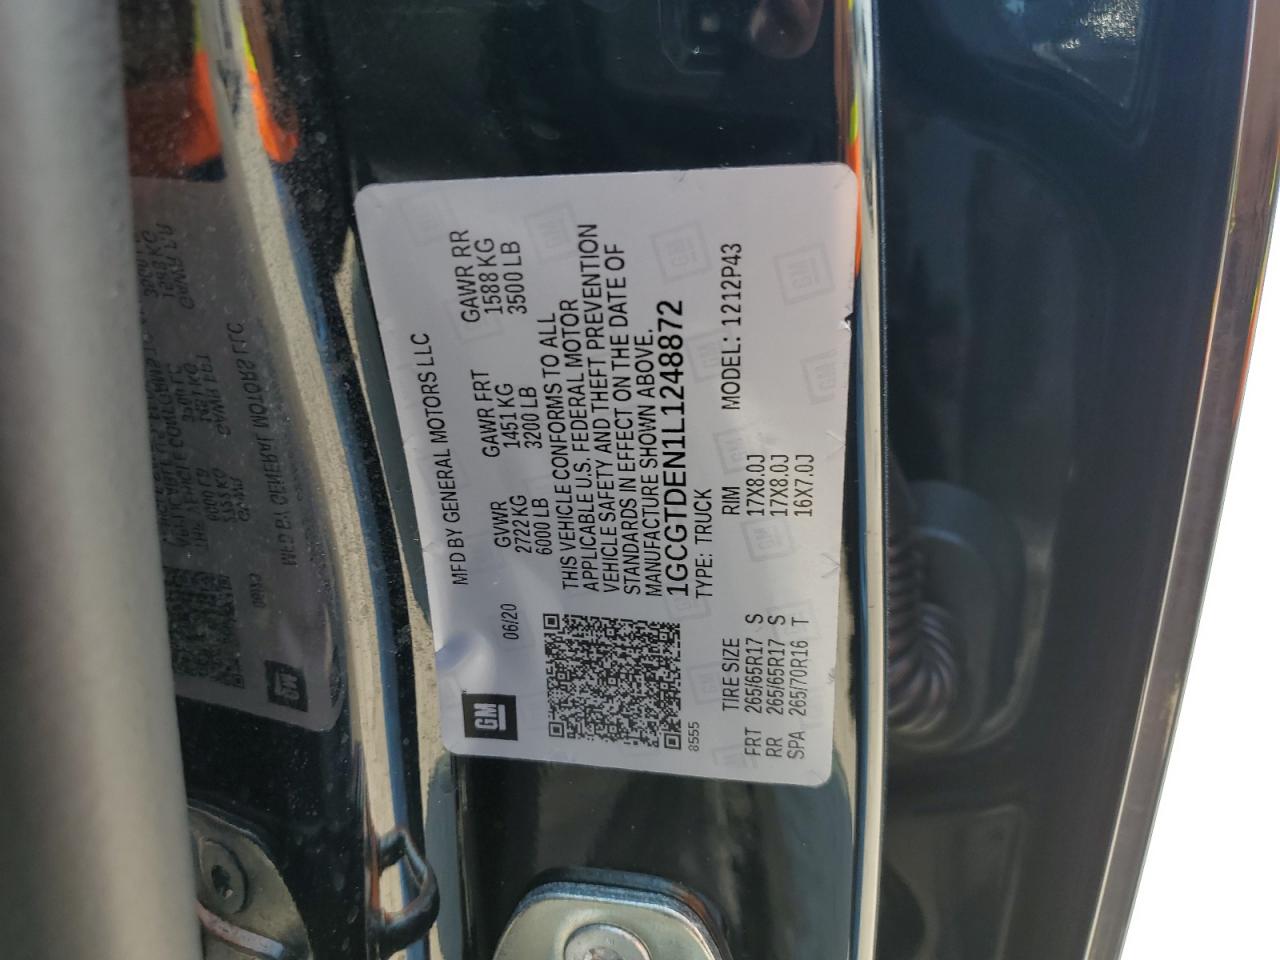 GM
06/20
MFD BY GENERAL MOTORS LLC
GVWR GAWR FRT GAWR RR
2722 KG 1451 KG 1588 KG
6000 LB 3200 LB 3500 LB
THIS VEHICLE CONFORMS TO ALL
APPLICABLE U.S. FEDERAL MOTOR
VEHICLE SAFETY AND THEFT PREVENTION
STANDARDS IN EFFECT ON THE DATE OF
MANUFACTURE SHOWN ABOVE.
1GCGTDEN1L1248872
8555
TYPE: TRUCK
TIRE SIZE RIM MODEL: 1212P43
FRT 265/65R17 S 17X8.0J
RR 265/65R17 S 17X8.0J
SPA 265/70R16 T 16X7.0J